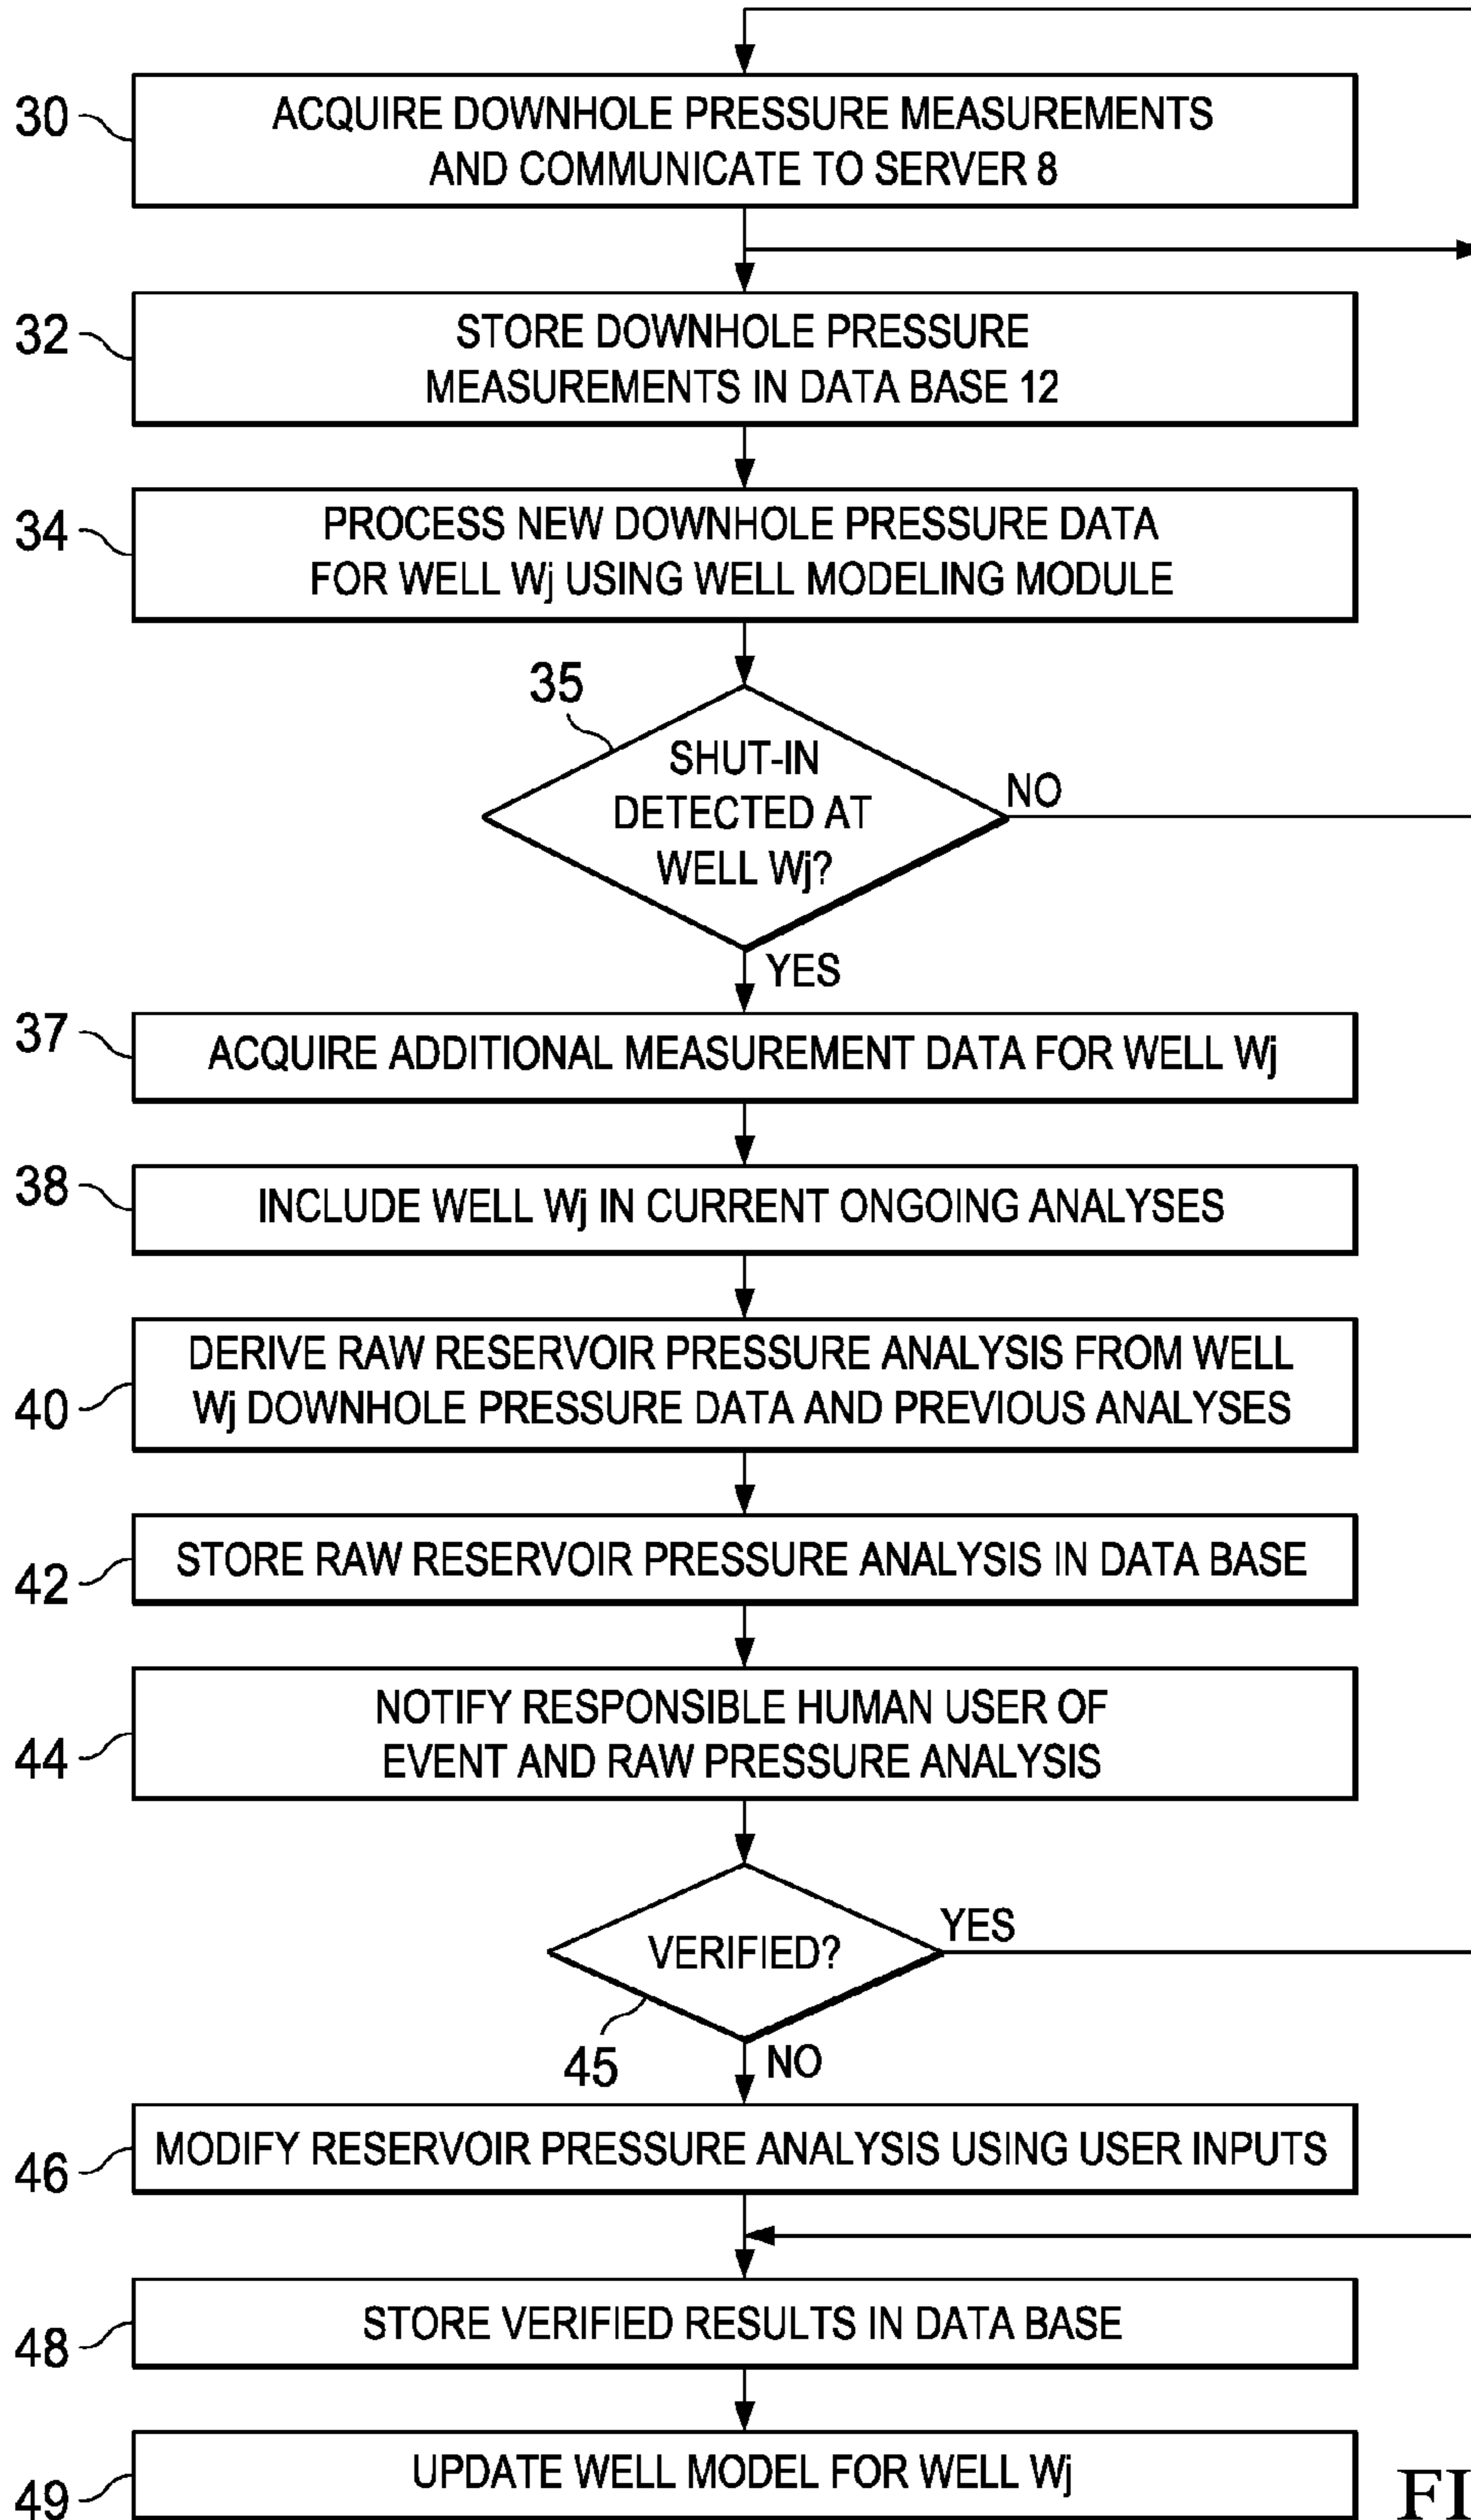 30
ACQUIRE DOWNHOLE PRESSURE MEASUREMENTS
AND COMMUNICATE TO SERVER 8
32
STORE DOWNHOLE PRESSURE
MEASUREMENTS IN DATA BASE 12
34
PROCESS NEW DOWNHOLE PRESSURE DATA
FOR WELL Wj USING WELL MODELING MODULE
35
SHUT-IN
DETECTED AT
WELL Wj?
NO
YES
37
ACQUIRE ADDITIONAL MEASUREMENT DATA FOR WELL Wj
38
INCLUDE WELL Wj IN CURRENT ONGOING ANALYSES
40
DERIVE RAW RESERVOIR PRESSURE ANALYSIS FROM WELL
Wj DOWNHOLE PRESSURE DATA AND PREVIOUS ANALYSES
42
STORE RAW RESERVOIR PRESSURE ANALYSIS IN DATA BASE
44
NOTIFY RESPONSIBLE HUMAN USER OF
EVENT AND RAW PRESSURE ANALYSIS
VERIFIED?
YES
45
NO
46
MODIFY RESERVOIR PRESSURE ANALYSIS USING USER INPUTS
48
STORE VERIFIED RESULTS IN DATA BASE
49
UPDATE WELL MODEL FOR WELL Wj
FI